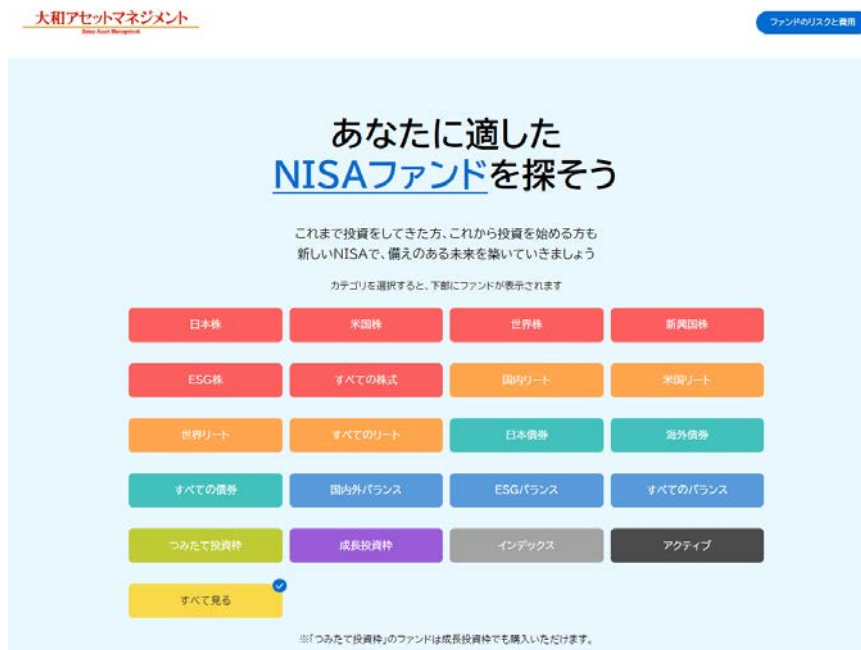 大和アセットマネジメント
Daiwa Asset Management
ファンドのリスクと費用
あなたに適した
NISAファンドを探そう
これまで投資をしてきた方、これから投資を始める方も
新しいNISAで、備えのある未来を築いていきましょう
カテゴリを選択すると、下部にファンドが表示されます
日本株
米国株
世界株
新興国株
ESG株
すべての株式
国内リート
米国リート
世界リート
すべてのリート
日本債券
海外債券
すべての債券
国内外バランス
ESGバランス
すべてのバランス
つみたて投資枠
成長投資枠
インデックス
アクティブ
すべて見る
※「つみたて投資枠」のファンドは成長投資枠でも購入いただけます。